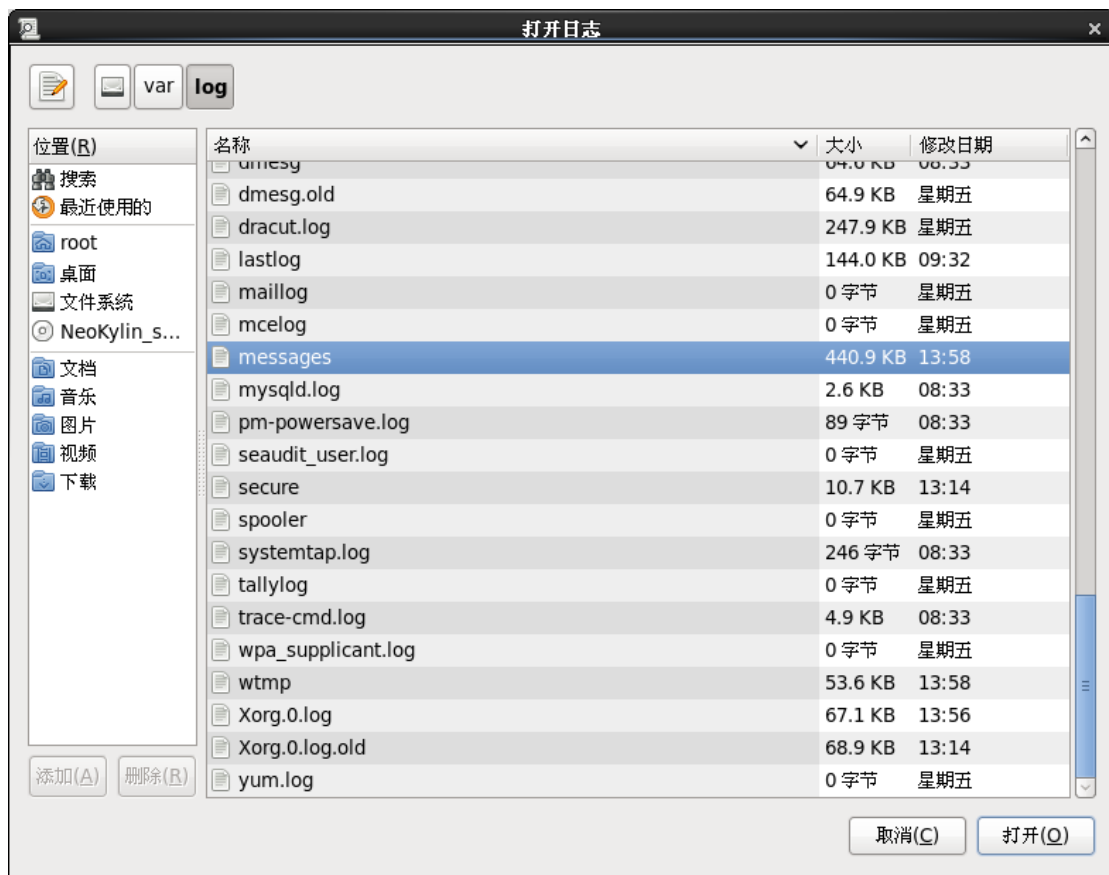 打开日志
var log
位置(R) 名称 大小 修改日期
搜索
最近使用的
root
桌面
文件系统
NeoKylin_s...
文档
音乐
图片
视频
下载
dmesg 64.6 KB 08:33
dmesg.old 64.9 KB 星期五
dracut.log 247.9 KB 星期五
lastlog 144.0 KB 09:32
maillog 0 字节 星期五
mcelog 0 字节 星期五
messages 440.9 KB 13:58
mysqld.log 2.6 KB 08:33
pm-powersave.log 89 字节 08:33
seaudit_user.log 0 字节 星期五
secure 10.7 KB 13:14
spooler 0 字节 星期五
systemtap.log 246 字节 08:33
tallylog 0 字节 星期五
trace-cmd.log 4.9 KB 08:33
wpa_supplicant.log 0 字节 星期五
wtmp 53.6 KB 13:58
Xorg.0.log 67.1 KB 13:56
Xorg.0.log.old 68.9 KB 13:14
yum.log 0 字节 星期五
添加(A) 删除(R)
取消(C) 打开(O)